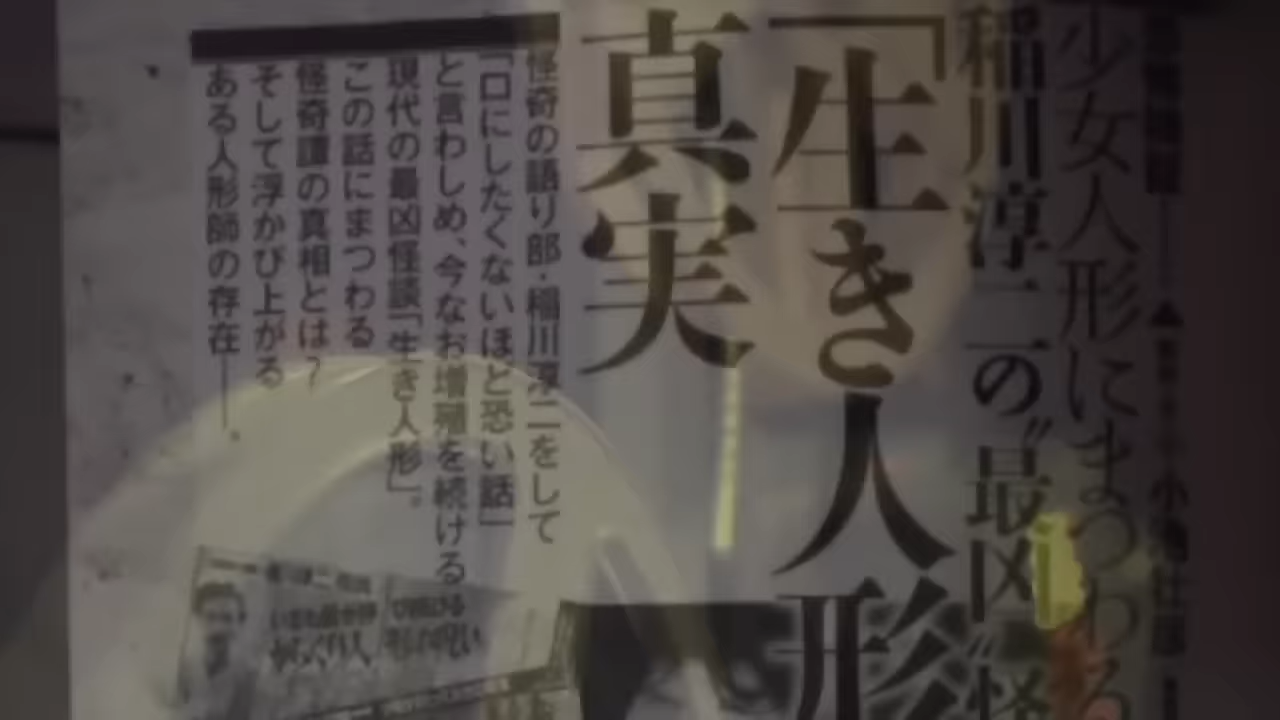 少女人形にまつわる
稲川淳二の〝最凶〟怪
「生き人形
真実
怪奇の語り部・稲川淳二をして
「口にしたくないほど恐い話」
と言わしめ、今なお増殖を続ける
現代の最凶怪談「生き人形」。
この話にまつわる
怪奇譚の真相とは?
そして浮かび上がる
ある人形師の存在――。